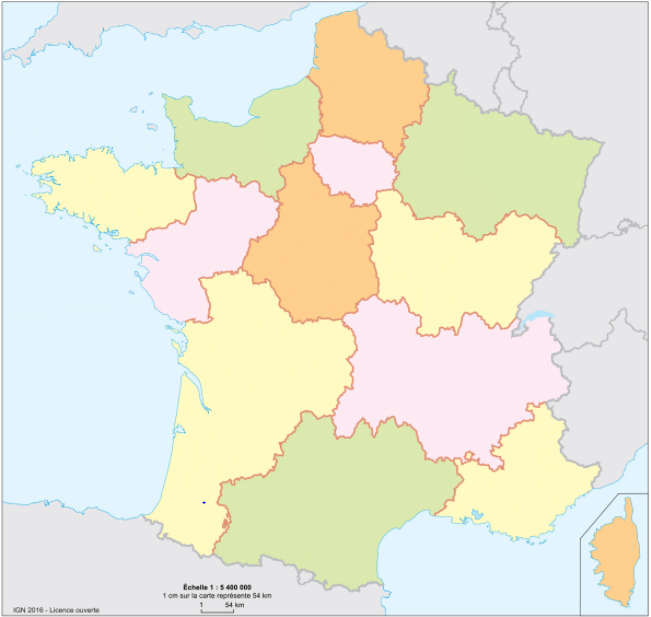 Échelle 1 : 5 400 000
1 cm sur la carte représente 54 km
1 54 km
IGN 2016 - Licence ouverte